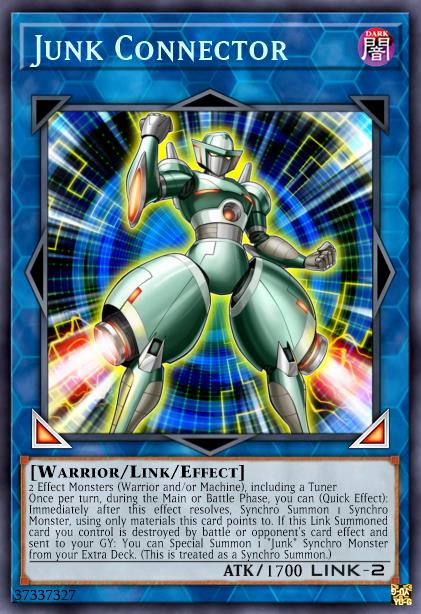 JUNK CONNECTOR
DARK
闇
[WARRIOR/LINK/EFFECT]
2 Effect Monsters (Warrior and/or Machine), including a Tuner
Once per turn, during the Main or Battle Phase, you can (Quick Effect):
Immediately after this effect resolves, Synchro Summon 1 Synchro
Monster, using only materials this card points to. If this Link Summoned
card you control is destroyed by battle or opponent's card effect and
sent to your GY: You can Special Summon 1 "Junk" Synchro Monster
from your Extra Deck. (This is treated as a Synchro Summon.)
ATK/1700 LINK-2
37337327